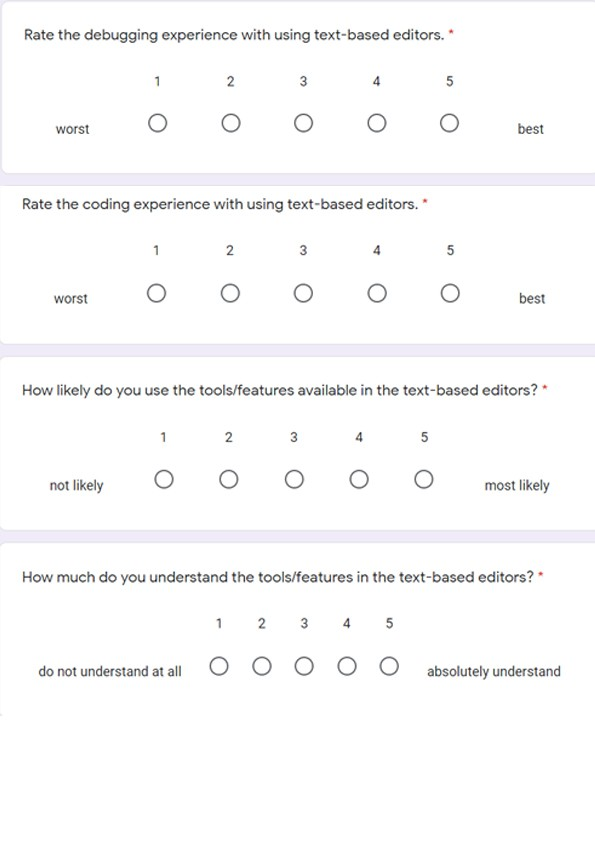 Rate the debugging experience with using text-based editors. *
1 2 3 4 5
worst best
Rate the coding experience with using text-based editors. *
1 2 3 4 5
worst best
How likely do you use the tools/features available in the text-based editors? *
1 2 3 4 5
not likely most likely
How much do you understand the tools/features in the text-based editors? *
1 2 3 4 5
do not understand at all absolutely understand